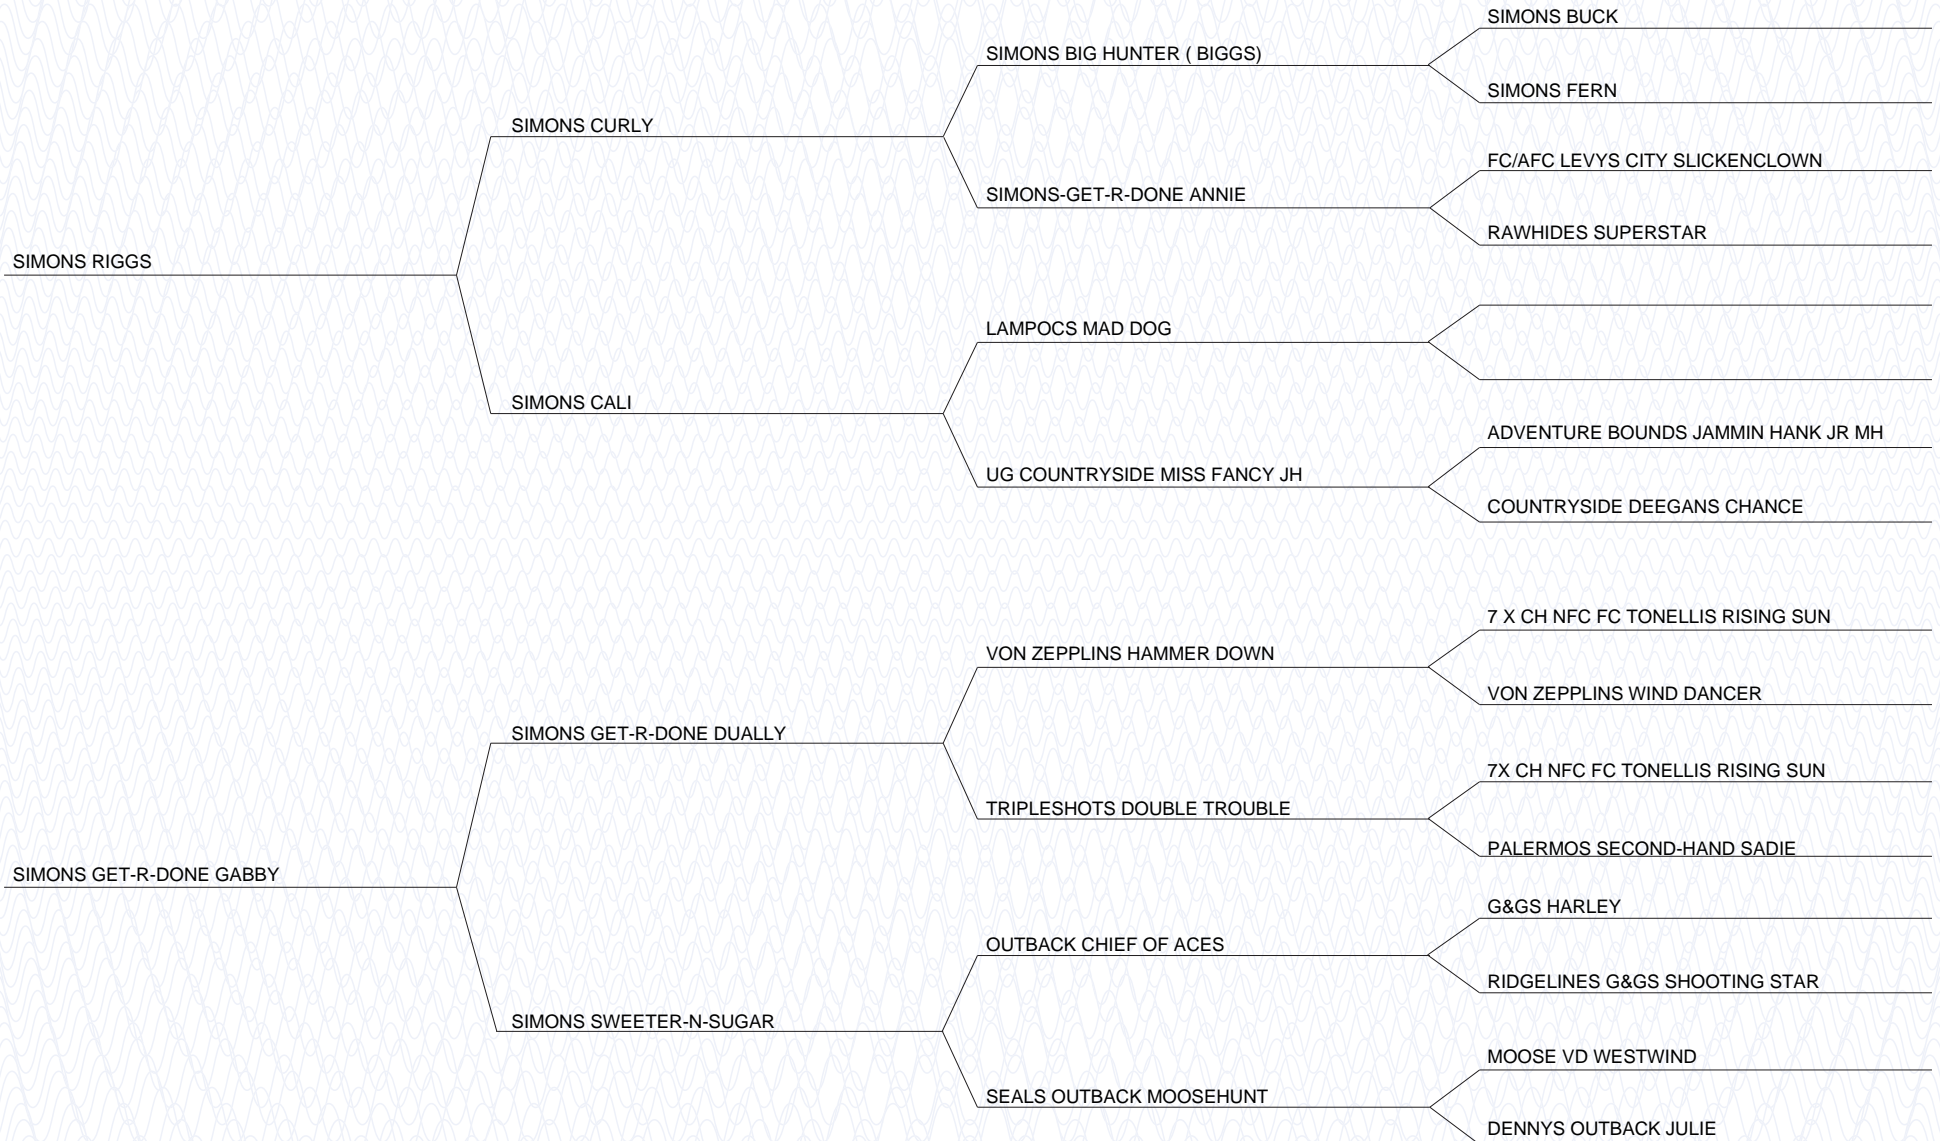 SIMONS BUCK
SIMONS BIG HUNTER ( BIGGS)
SIMONS FERN
SIMONS CURLY
FC/AFC LEVYS CITY SLICKENCLOWN
SIMONS-GET-R-DONE ANNIE
RAWHIDES SUPERSTAR
SIMONS RIGGS
LAMPOCS MAD DOG
SIMONS CALI
ADVENTURE BOUNDS JAMMIN HANK JR MH
UG COUNTRYSIDE MISS FANCY JH
COUNTRYSIDE DEEGANS CHANCE
7 X CH NFC FC TONELLIS RISING SUN
VON ZEPPLINS HAMMER DOWN
VON ZEPPLINS WIND DANCER
SIMONS GET-R-DONE DUALLY
7X CH NFC FC TONELLIS RISING SUN
TRIPLESHOTS DOUBLE TROUBLE
PALERMOS SECOND-HAND SADIE
SIMONS GET-R-DONE GABBY
G&GS HARLEY
OUTBACK CHIEF OF ACES
RIDGELINES G&GS SHOOTING STAR
SIMONS SWEETER-N-SUGAR
MOOSE VD WESTWIND
SEALS OUTBACK MOOSEHUNT
DENNYS OUTBACK JULIE